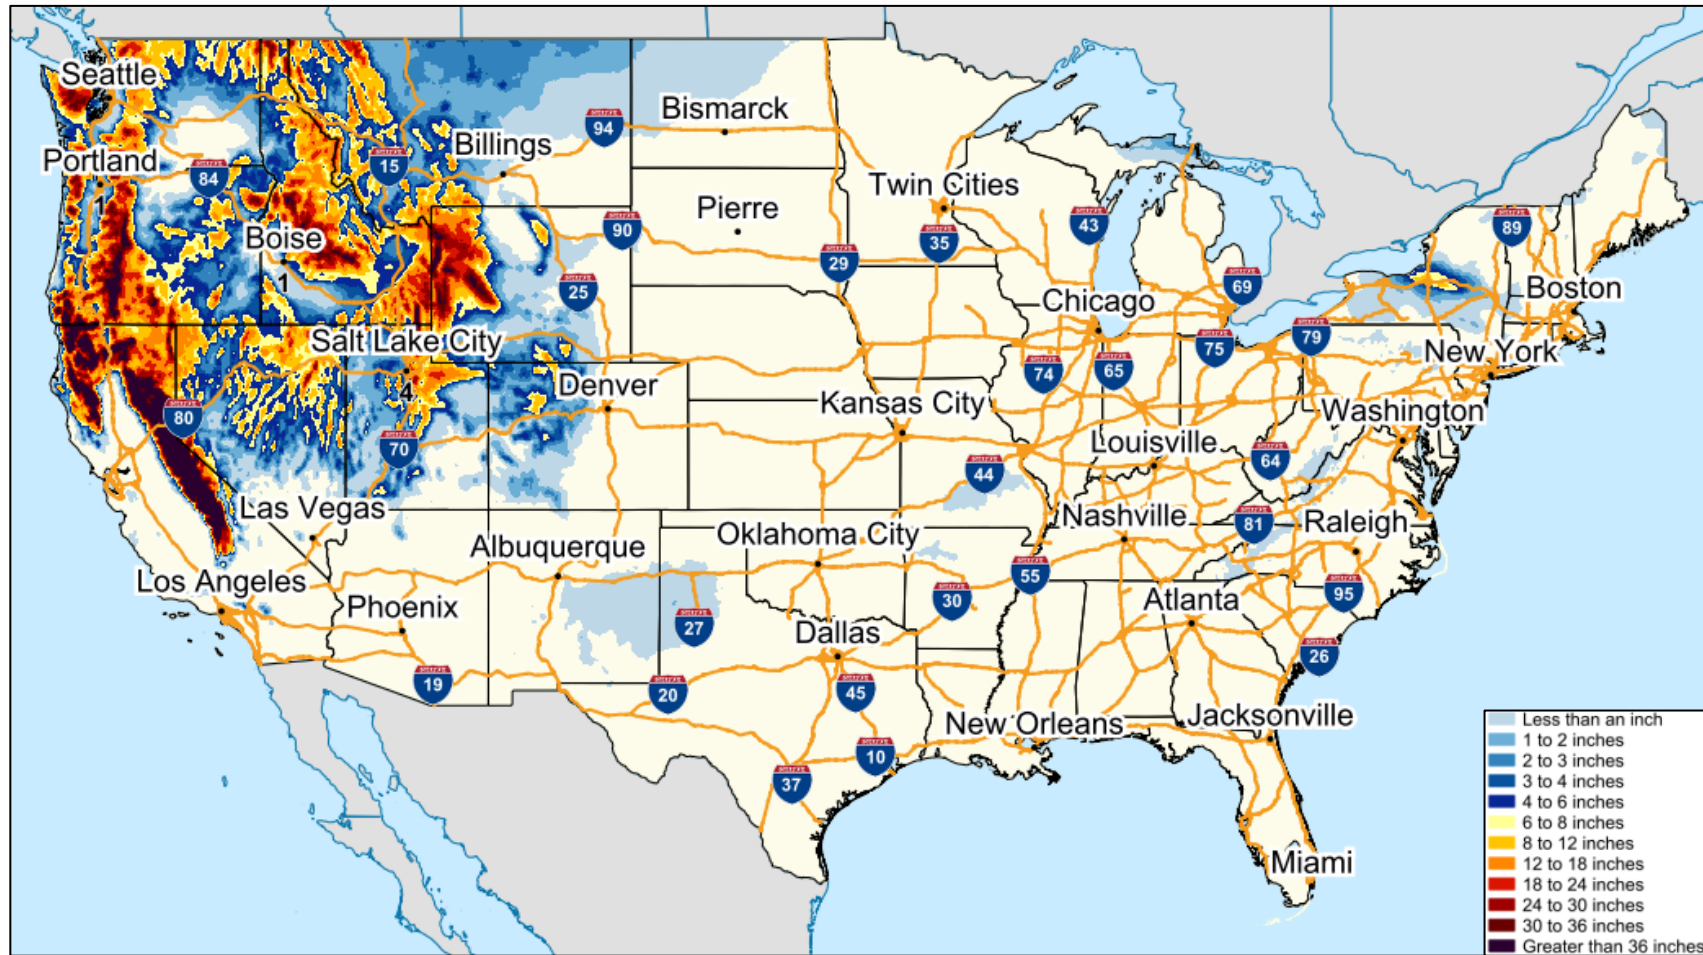 Seattle
Bismarck
94
Billings
Portland
15
84
Twin Cities
1
Pierre
43
89
90
35
Boise
29
69
1
25
Boston
Chicago
Salt Lake City
79
75
New York
74
65
Denver
4
Kansas City
Washington
80
Louisville
70
64
44
Las Vegas
Nashville
81
Raleigh
Oklahoma City
Albuquerque
55
Los Angeles
95
Phoenix
30
Atlanta
27
Dallas
26
19
20
45
Jacksonville
New Orleans
10
37
Miami
Less than an inch
1 to 2 inches
2 to 3 inches
3 to 4 inches
4 to 6 inches
6 to 8 inches
8 to 12 inches
12 to 18 inches
18 to 24 inches
24 to 30 inches
30 to 36 inches
Greater than 36 inches